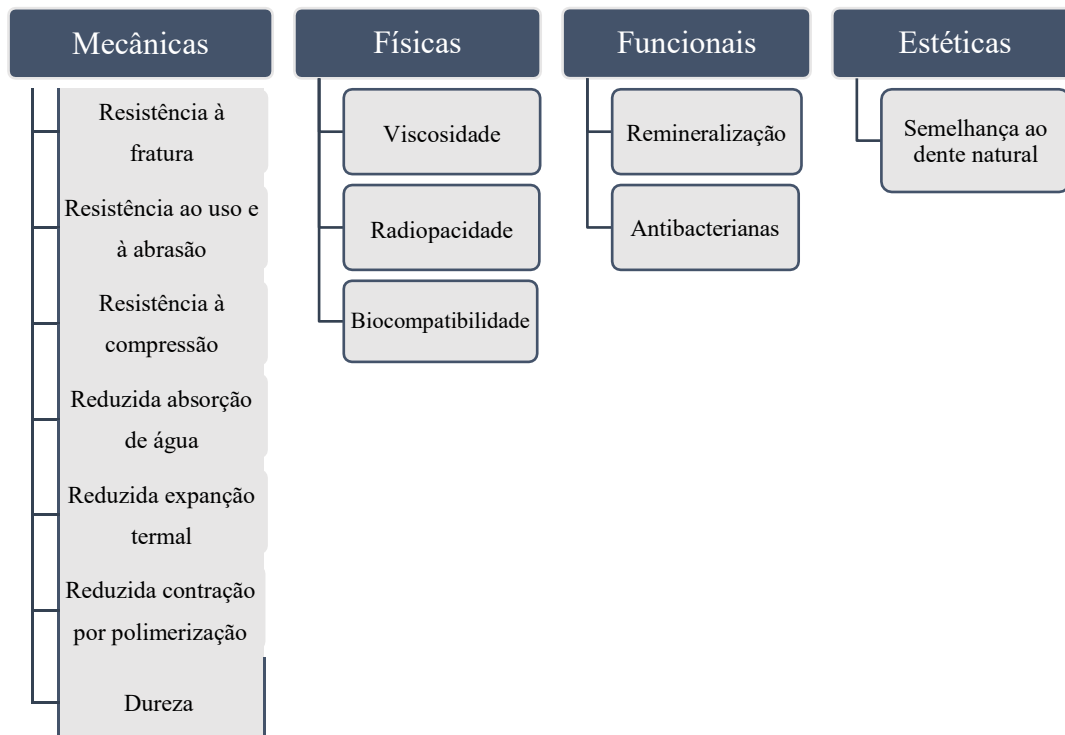 Mecânicas
Resistência à
fratura
Resistência ao uso e
à abrasão
Resistência à
compressão
Reduzida absorção
de água
Reduzida expanção
termal
Reduzida contração
por polimerização
Dureza
Físicas
Viscosidade
Radiopacidade
Biocompatibilidade
Funcionais
Remineralização
Antibacterianas
Estéticas
Semelhança ao
dente natural